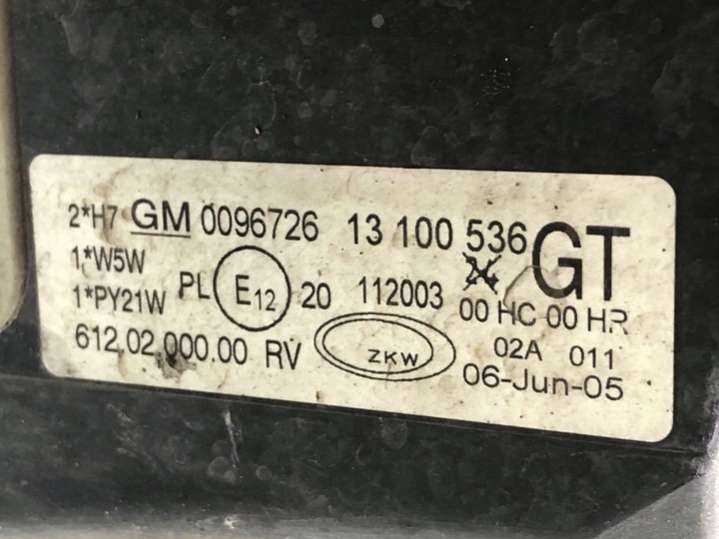 2*H7 GM 0096726 13 100 536 GT
1*W5W
1*PY21W PL E12 20 112003 00 HC 00 HR
612.02.000.00 RV ZKW 02A 011
06-Jun-05